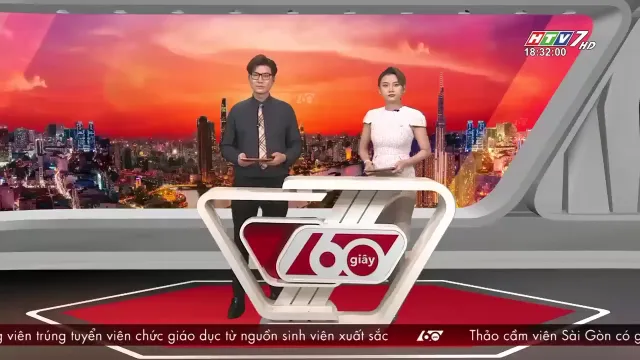 HTV7 HD
18:32:00
60 giây
g viên trúng tuyển viên chức giáo dục từ nguồn sinh viên xuất sắc 60 Thảo cầm viên Sài Gòn có g